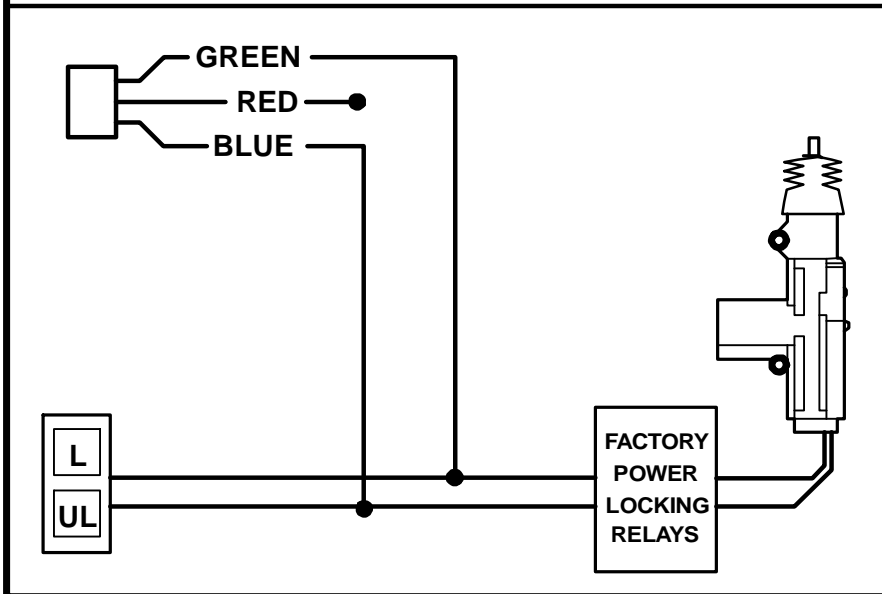 GREEN
RED
BLUE
L
UL
FACTORY
POWER
LOCKING
RELAYS